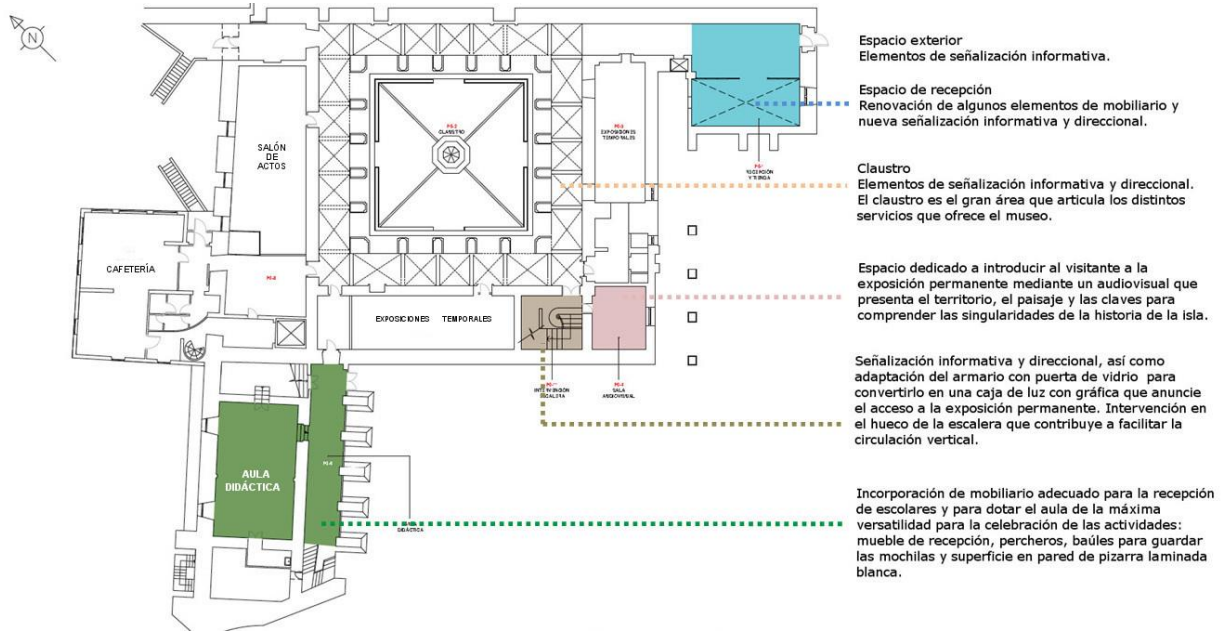 N
SALÓN
DE
ACTOS
CLAUSTRO
EXPOSICIONES
TEMPORALES
RECEPCIÓN
Y TIENDA
CAFETERÍA
EXPOSICIONES TEMPORALES
INTERVENCIÓN
ESCALERA
SALA
AUDIOVISUAL
AULA
DIDÁCTICA
DIDÁCTICA
Espacio exterior
Elementos de señalización informativa.
Espacio de recepción
Renovación de algunos elementos de mobiliario y
nueva señalización informativa y direccional.
Claustro
Elementos de señalización informativa y direccional.
El claustro es el gran área que articula los distintos
servicios que ofrece el museo.
Espacio dedicado a introducir al visitante a la
exposición permanente mediante un audiovisual que
presenta el territorio, el paisaje y las claves para
comprender las singularidades de la historia de la isla.
Señalización informativa y direccional, así como
adaptación del armario con puerta de vidrio para
convertirlo en una caja de luz con gráfica que anuncie
el acceso a la exposición permanente. Intervención en
el hueco de la escalera que contribuye a facilitar la
circulación vertical.
Incorporación de mobiliario adecuado para la recepción
de escolares y para dotar el aula de la máxima
versatilidad para la celebración de las actividades:
mueble de recepción, percheros, baúles para guardar
las mochilas y superficie en pared de pizarra laminada
blanca.